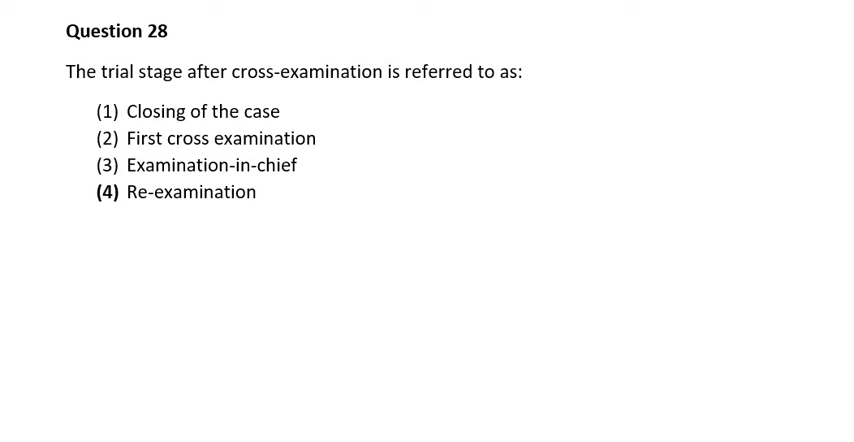 Question 28
The trial stage after cross-examination is referred to as:
(1) Closing of the case
(2) First cross examination
(3) Examination-in-chief
(4) Re-examination